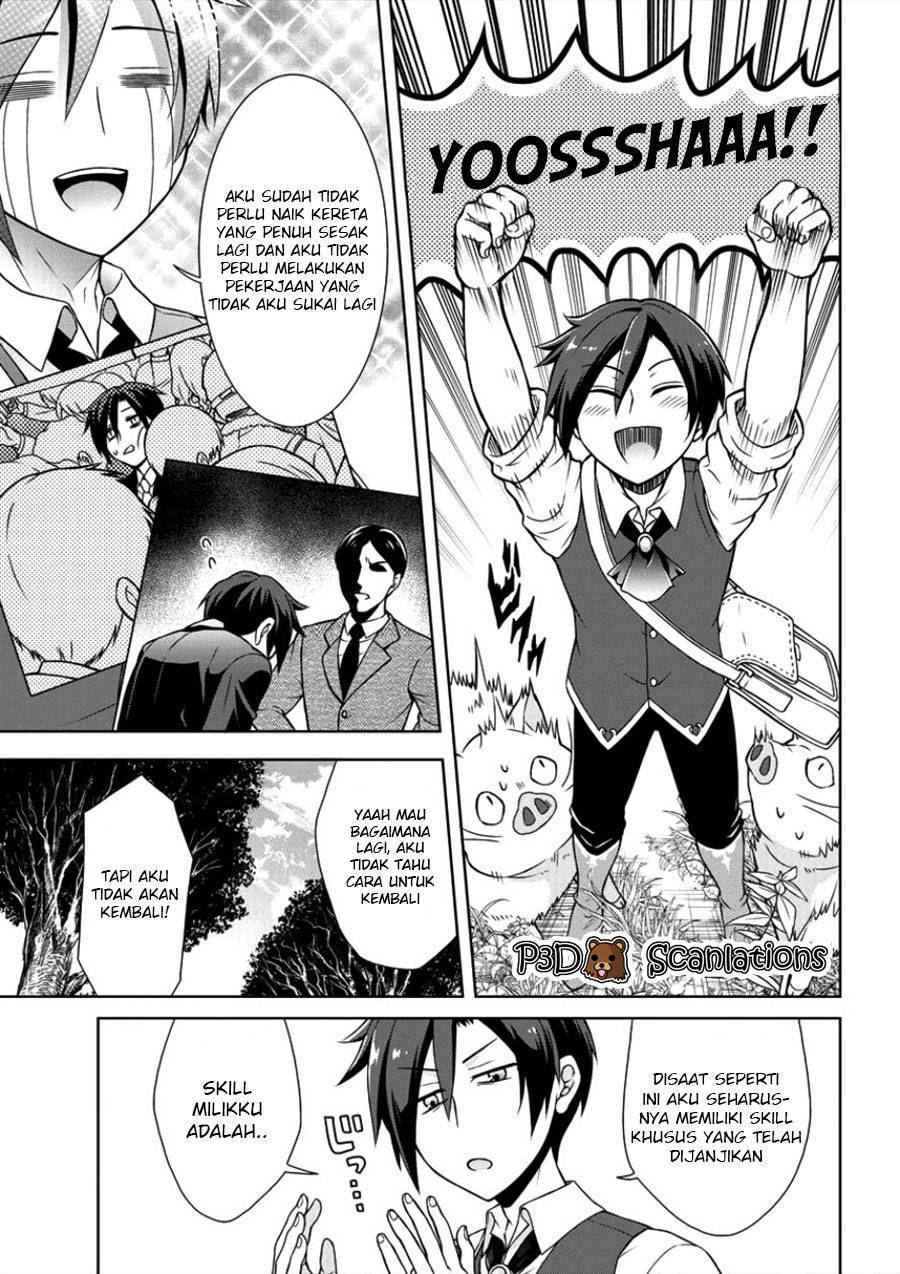 YOOSSSHAAA!!
AKU SUDAH TIDAK
PERLU NAIK KERETA
YANG PENUH SESAK
LAGI DAN AKU TIDAK
PERLU MELAKUKAN
PEKERJAAN YANG
TIDAK AKU SUKAI LAGI
P3D Scanlations
YAAH MAU
BAGAIMANA
LAGI, AKU
TIDAK TAHU
CARA UNTUK
KEMBALI
TAPI AKU
TIDAK AKAN
KEMBALI!
DISAAT SEPERTI
INI AKU SEHARUS-
NYA MEMILIKI SKILL
KHUSUS YANG TELAH
DIJANJIKAN
じっ…
SKILL
MILIKKU
ADALAH..